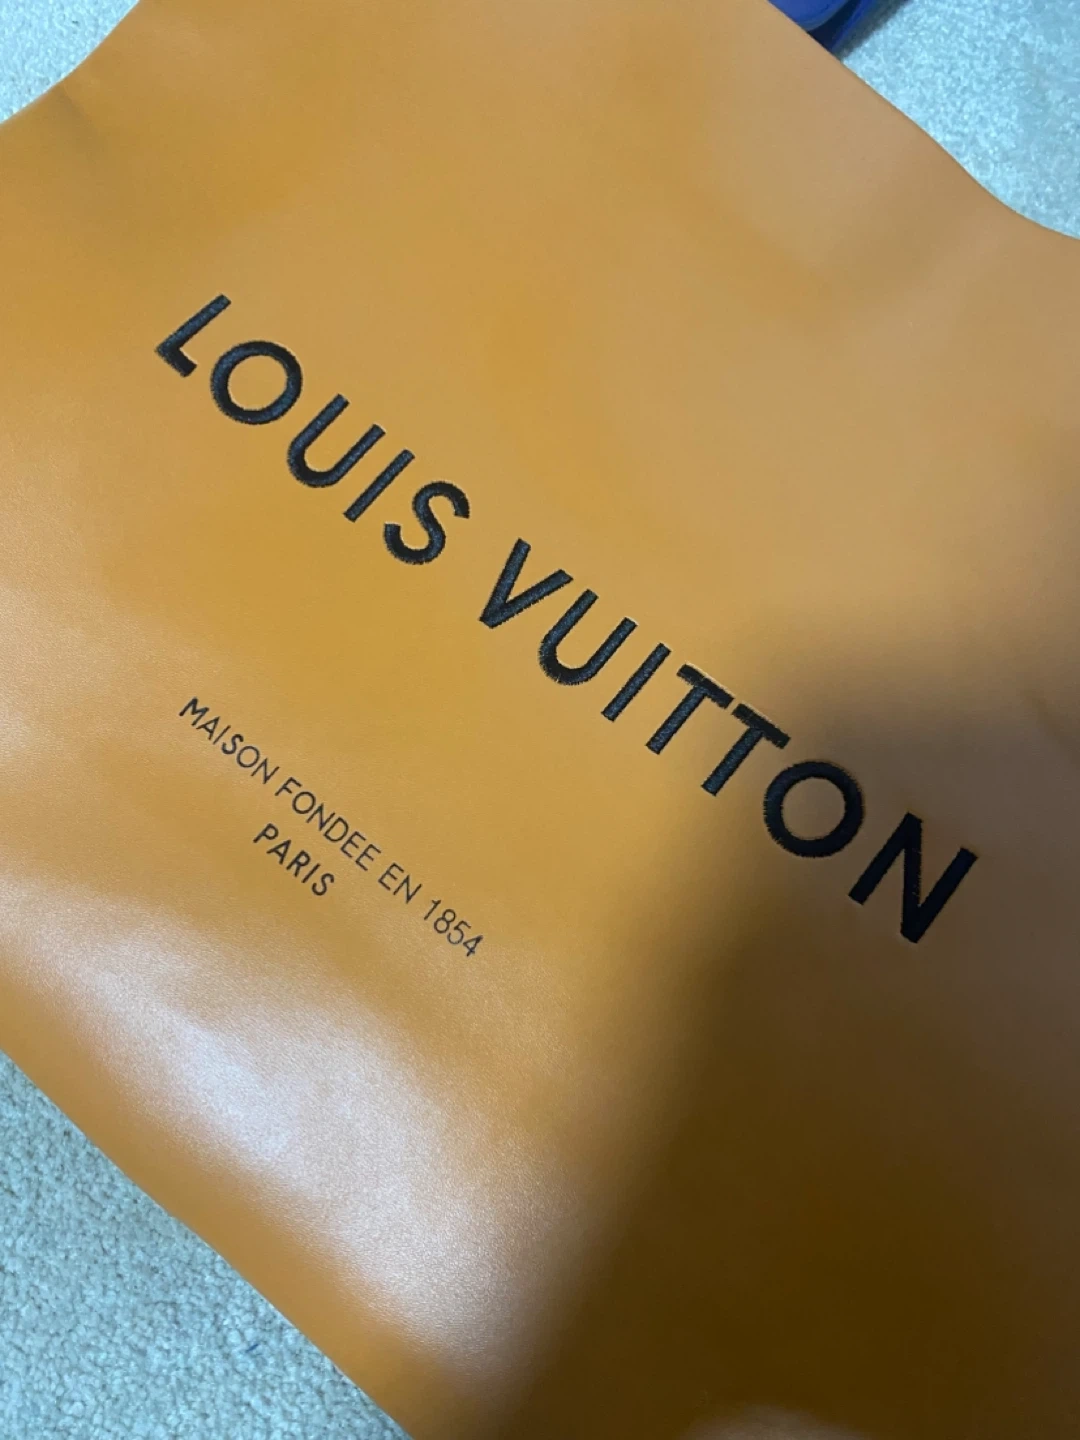 LOUIS VUITTON
MAISON FONDEE EN 1854
PARIS